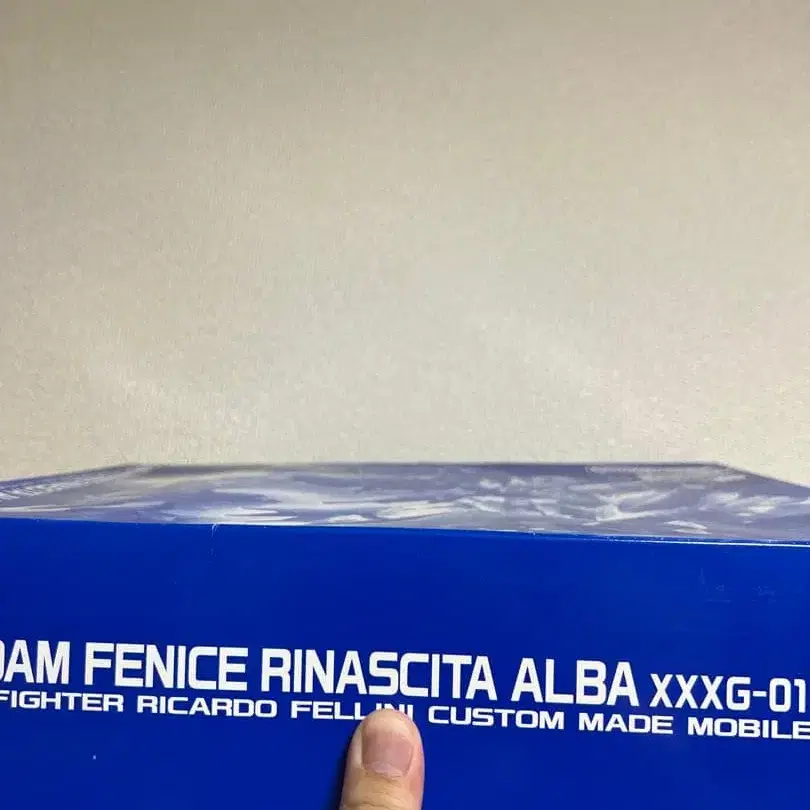 DAM FENICE RINASCITA ALBA XXXG-01
FIGHTER RICARDO FELLINI CUSTOM MADE MOBILE